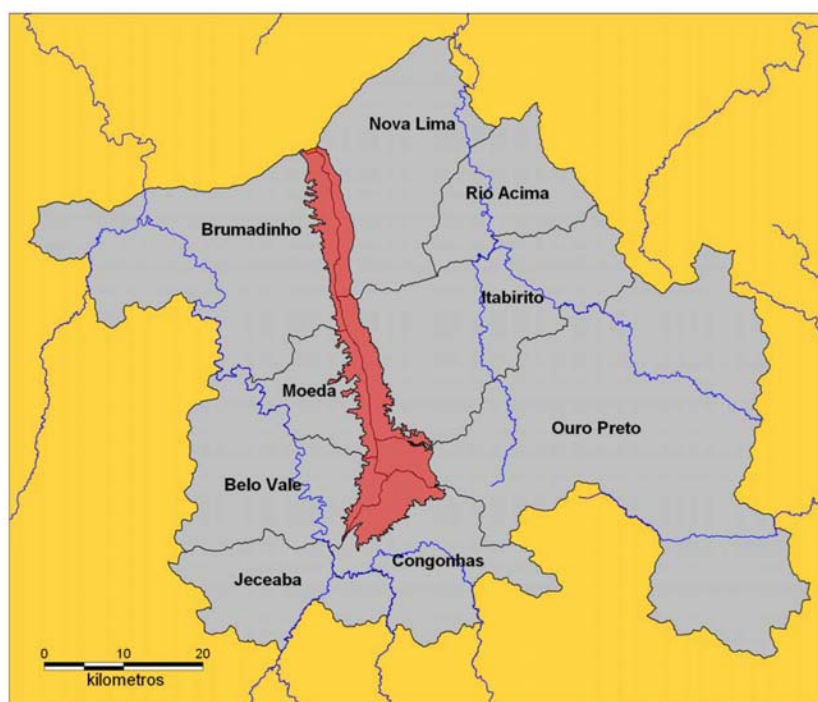 Nova Lima
Rio Acima
Brumadinho
Itabirito
Moeda
Ouro Preto
Belo Vale
Congonhas
Jeceaba
0 10 20
kilometros